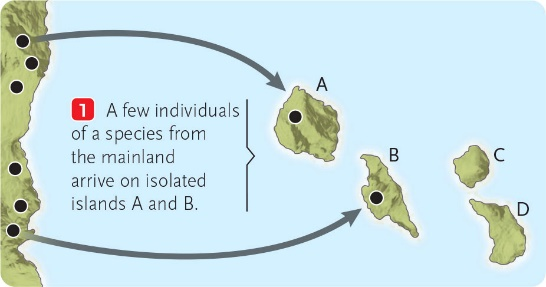 1 A few individuals
of a species from
the mainland
arrive on isolated
islands A and B.
A
B
C
D